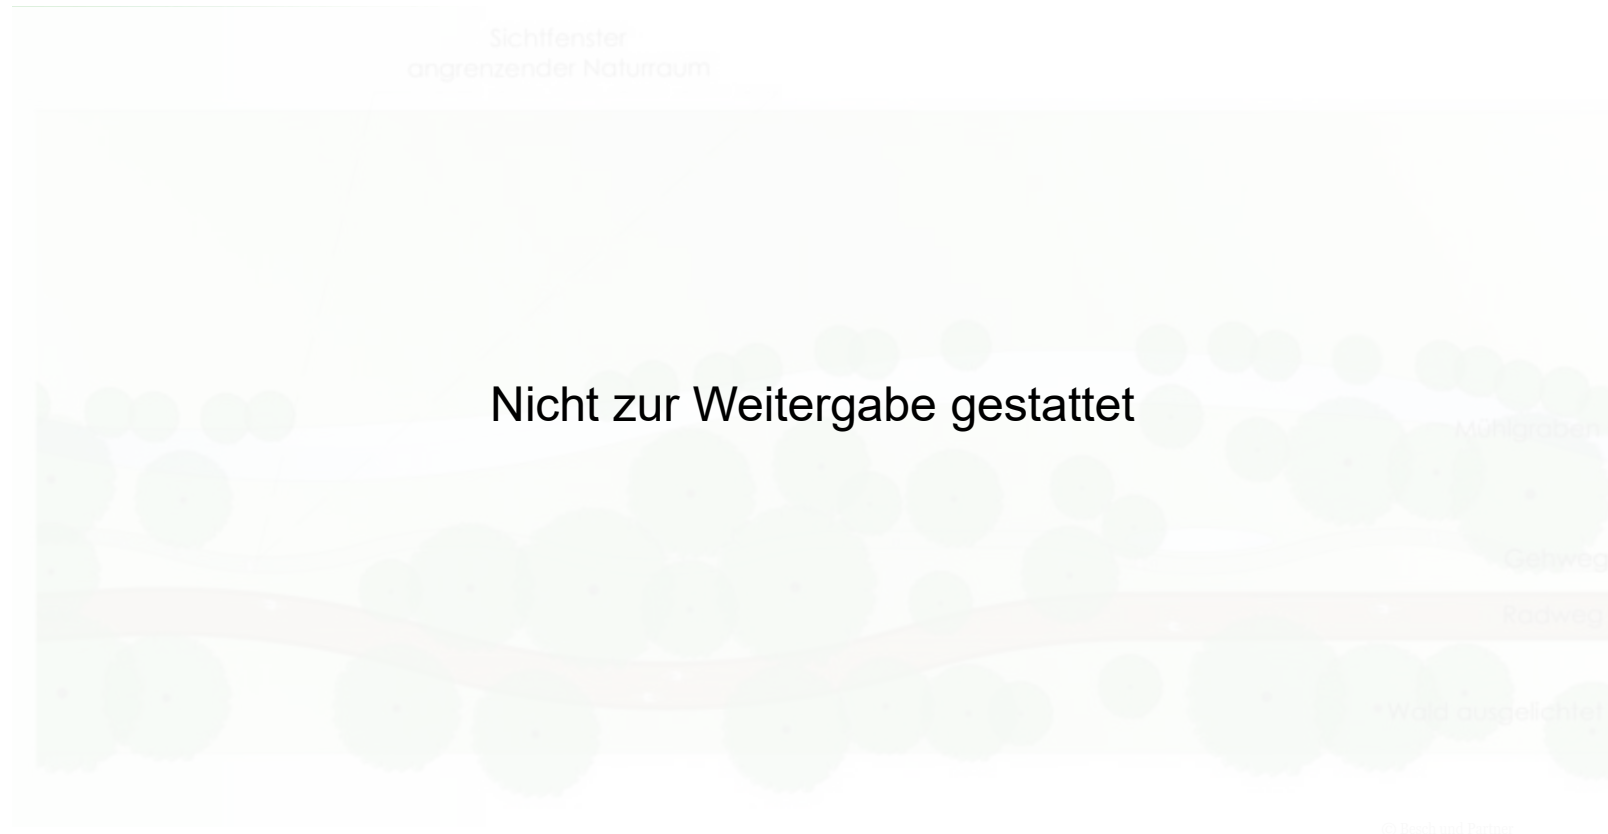 Sichtfenster
angrenzender Naturraum
Nicht zur Weitergabe gestattet
Mühlgraben
Gehweg
Radweg
Wald ausgelichtet